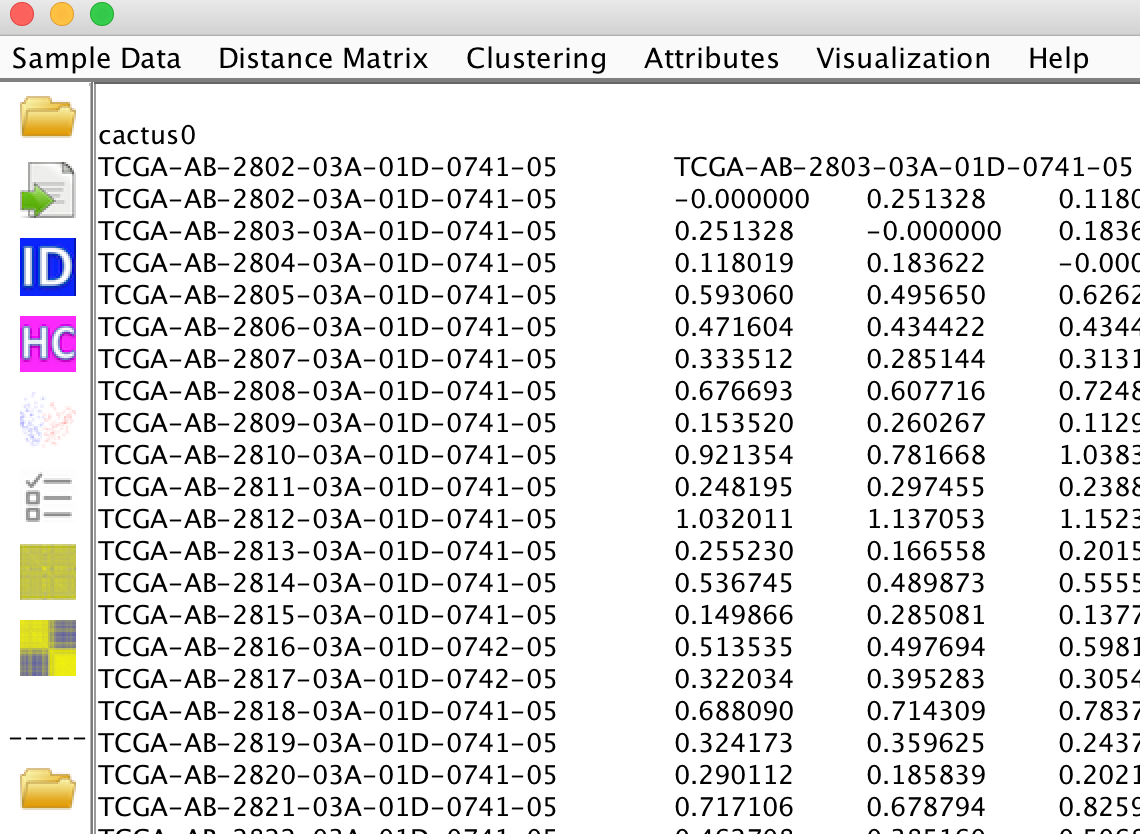 Sample Data Distance Matrix Clustering Attributes Visualization Help
ID
HC
cactus0
TCGA-AB-2802-03A-01D-0741-05 TCGA-AB-2803-03A-01D-0741-05
TCGA-AB-2802-03A-01D-0741-05 -0.000000 0.251328 0.1180
TCGA-AB-2803-03A-01D-0741-05 0.251328 -0.000000 0.1836
TCGA-AB-2804-03A-01D-0741-05 0.118019 0.183622 -0.000
TCGA-AB-2805-03A-01D-0741-05 0.593060 0.495650 0.6262
TCGA-AB-2806-03A-01D-0741-05 0.471604 0.434422 0.4344
TCGA-AB-2807-03A-01D-0741-05 0.333512 0.285144 0.3131
TCGA-AB-2808-03A-01D-0741-05 0.676693 0.607716 0.7248
TCGA-AB-2809-03A-01D-0741-05 0.153520 0.260267 0.1129
TCGA-AB-2810-03A-01D-0741-05 0.921354 0.781668 1.0383
TCGA-AB-2811-03A-01D-0741-05 0.248195 0.297455 0.2388
TCGA-AB-2812-03A-01D-0741-05 1.032011 1.137053 1.1523
TCGA-AB-2813-03A-01D-0741-05 0.255230 0.166558 0.2015
TCGA-AB-2814-03A-01D-0741-05 0.536745 0.489873 0.5555
TCGA-AB-2815-03A-01D-0741-05 0.149866 0.285081 0.1377
TCGA-AB-2816-03A-01D-0742-05 0.513535 0.497694 0.5981
TCGA-AB-2817-03A-01D-0742-05 0.322034 0.395283 0.3054
TCGA-AB-2818-03A-01D-0741-05 0.688090 0.714309 0.7837
TCGA-AB-2819-03A-01D-0741-05 0.324173 0.359625 0.2437
TCGA-AB-2820-03A-01D-0741-05 0.290112 0.185839 0.2021
TCGA-AB-2821-03A-01D-0741-05 0.717106 0.678794 0.8259